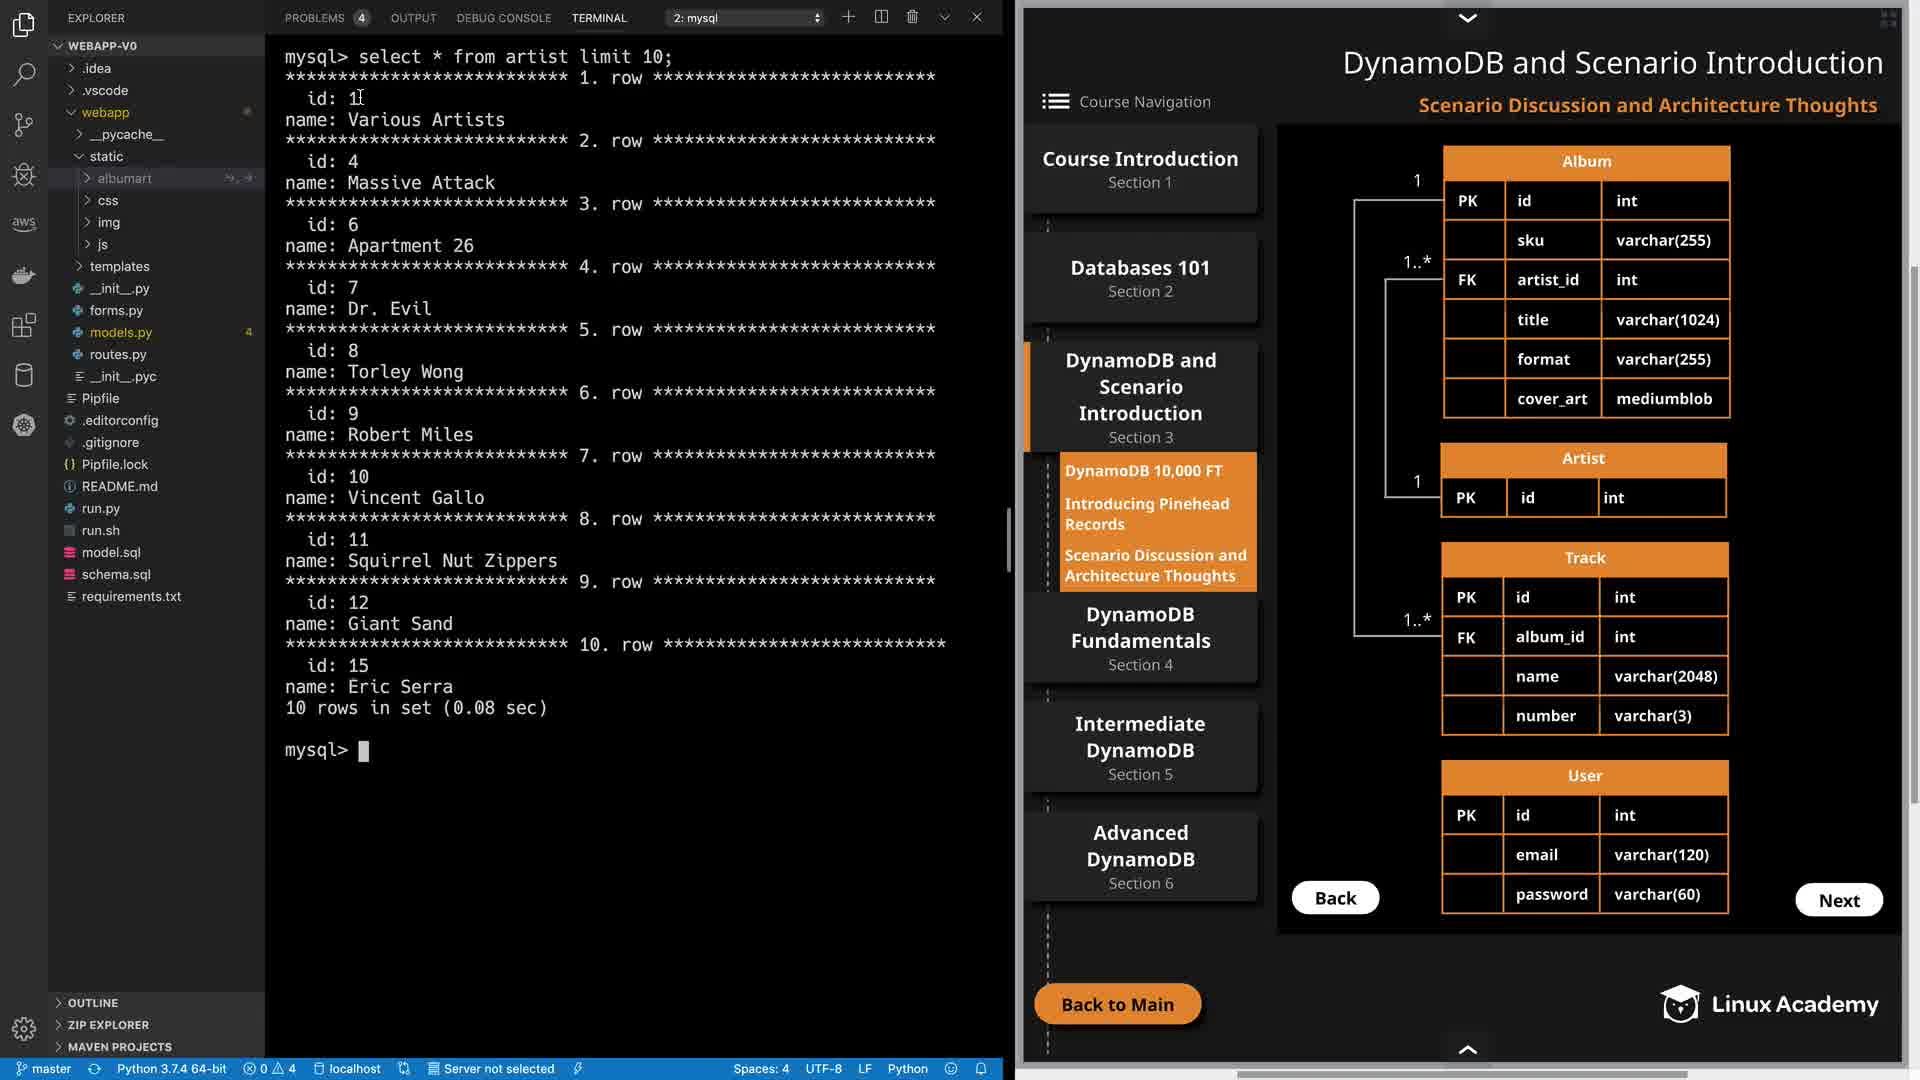 EXPLORER
WEBAPP-V0
.idea
.vscode
webapp
__pycache__
static
albumart
css
img
js
templates
__init__.py
forms.py
models.py 4
routes.py
__init__.pyc
Pipfile
.editorconfig
.gitignore
Pipfile.lock
README.md
run.py
run.sh
model.sql
schema.sql
requirements.txt
OUTLINE
ZIP EXPLORER
MAVEN PROJECTS
aws
PROBLEMS 4 OUTPUT DEBUG CONSOLE TERMINAL 2: mysql
mysql> select * from artist limit 10;
*************************** 1. row ***************************
id: 1
name: Various Artists
*************************** 2. row ***************************
id: 4
name: Massive Attack
*************************** 3. row ***************************
id: 6
name: Apartment 26
*************************** 4. row ***************************
id: 7
name: Dr. Evil
*************************** 5. row ***************************
id: 8
name: Torley Wong
*************************** 6. row ***************************
id: 9
name: Robert Miles
*************************** 7. row ***************************
id: 10
name: Vincent Gallo
*************************** 8. row ***************************
id: 11
name: Squirrel Nut Zippers
*************************** 9. row ***************************
id: 12
name: Giant Sand
*************************** 10. row ***************************
id: 15
name: Eric Serra
10 rows in set (0.08 sec)
mysql>
master Python 3.7.4 64-bit 0 4 localhost Server not selected Spaces: 4 UTF-8 LF Python
DynamoDB and Scenario Introduction
Scenario Discussion and Architecture Thoughts
Course Navigation
Course Introduction
Section 1
Databases 101
Section 2
DynamoDB and
Scenario
Introduction
Section 3
DynamoDB 10,000 FT
Introducing Pinehead
Records
Scenario Discussion and
Architecture Thoughts
DynamoDB
Fundamentals
Section 4
Intermediate
DynamoDB
Section 5
Advanced
DynamoDB
Section 6
Back to Main
Album
1 PK id int
sku varchar(255)
1..* FK artist_id int
title varchar(1024)
format varchar(255)
cover_art mediumblob
Artist
1 PK id int
Track
PK id int
1..* FK album_id int
name varchar(2048)
number varchar(3)
User
PK id int
email varchar(120)
password varchar(60)
Back
Next
Linux Academy